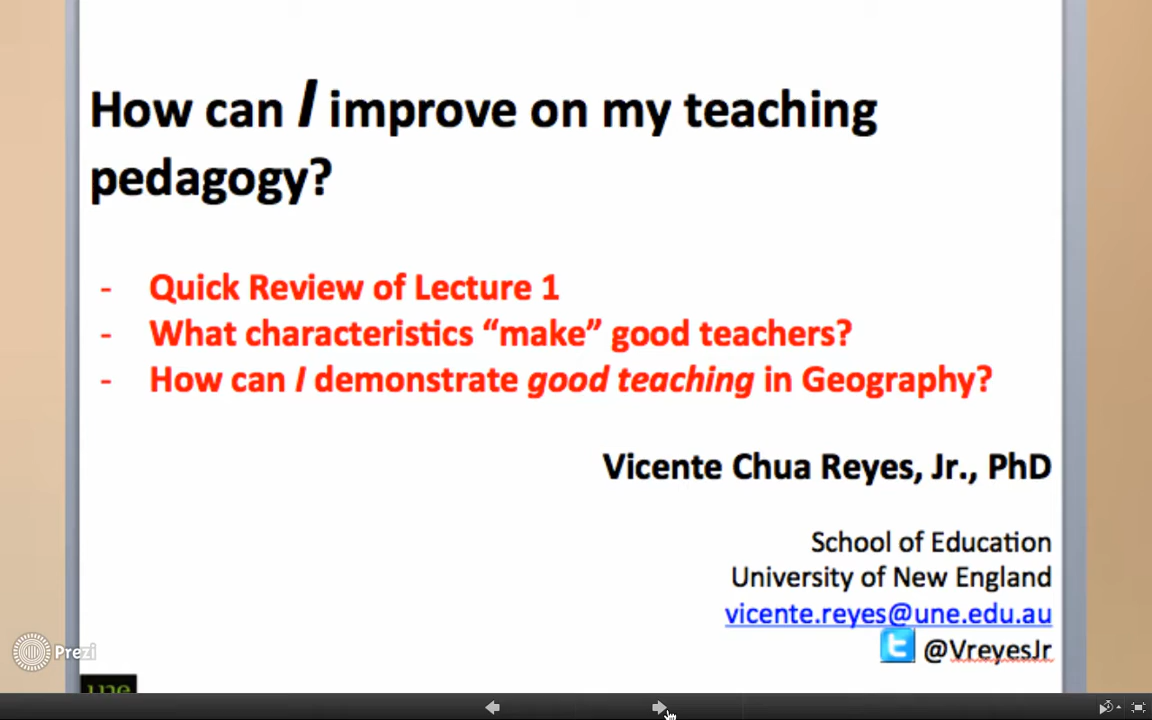 How can I improve on my teaching
pedagogy?
- Quick Review of Lecture 1
- What characteristics “make” good teachers?
- How can I demonstrate good teaching in Geography?
Vicente Chua Reyes, Jr., PhD
School of Education
University of New England
vicente.reyes@une.edu.au
@VreyesJr
Prezi
une